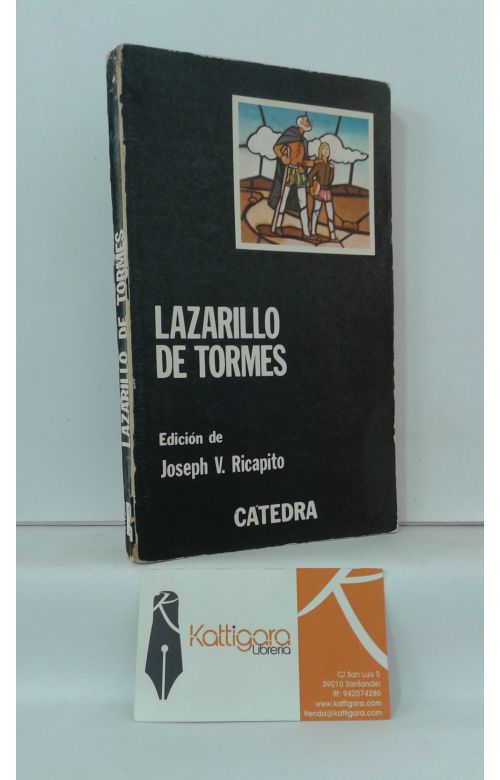 LAZARILLO DE TORMES
LAZARILLO
DE TORMES
Edición de
Joseph V. Ricapito
CATEDRA
Kattigara
Librería
C/ San Luis 5
39010 Santander
tlf: 942074286
www.kattigara.com
tienda@kattigara.com